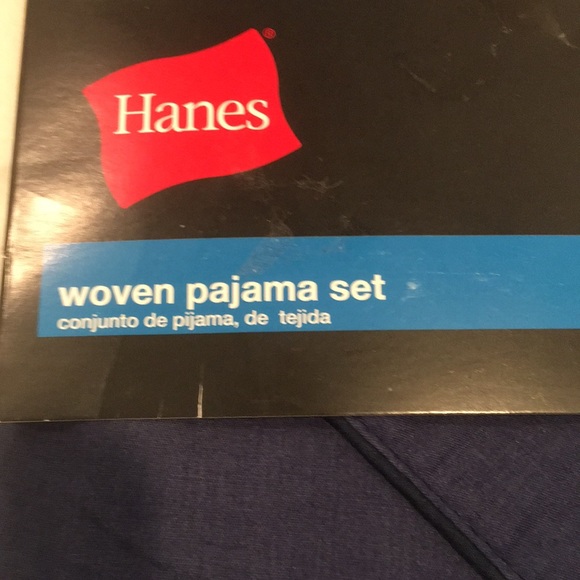 Hanes®
woven pajama set
conjunto de pijama, de tejida